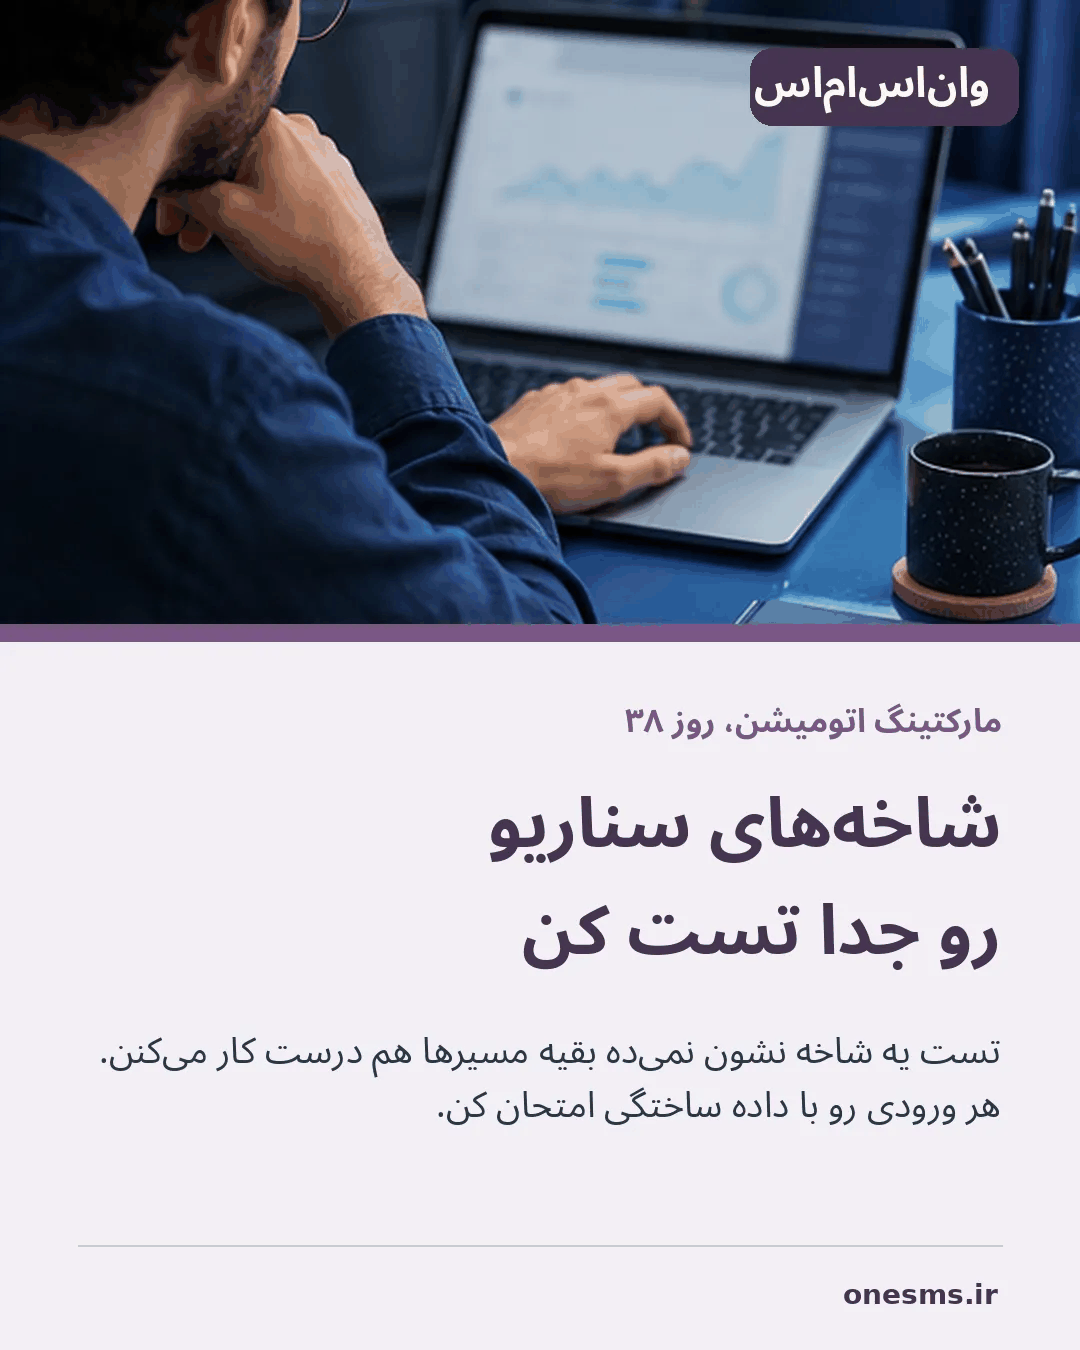 وان‌اس‌ام‌اس
مارکتینگ اتومیشن، روز ۳۸
شاخه‌های سناریو
رو جدا تست کن
تست یه شاخه نشون نمی‌ده بقیه مسیرها هم درست کار می‌کنن.
هر ورودی رو با داده ساختگی امتحان کن.
onesms.ir